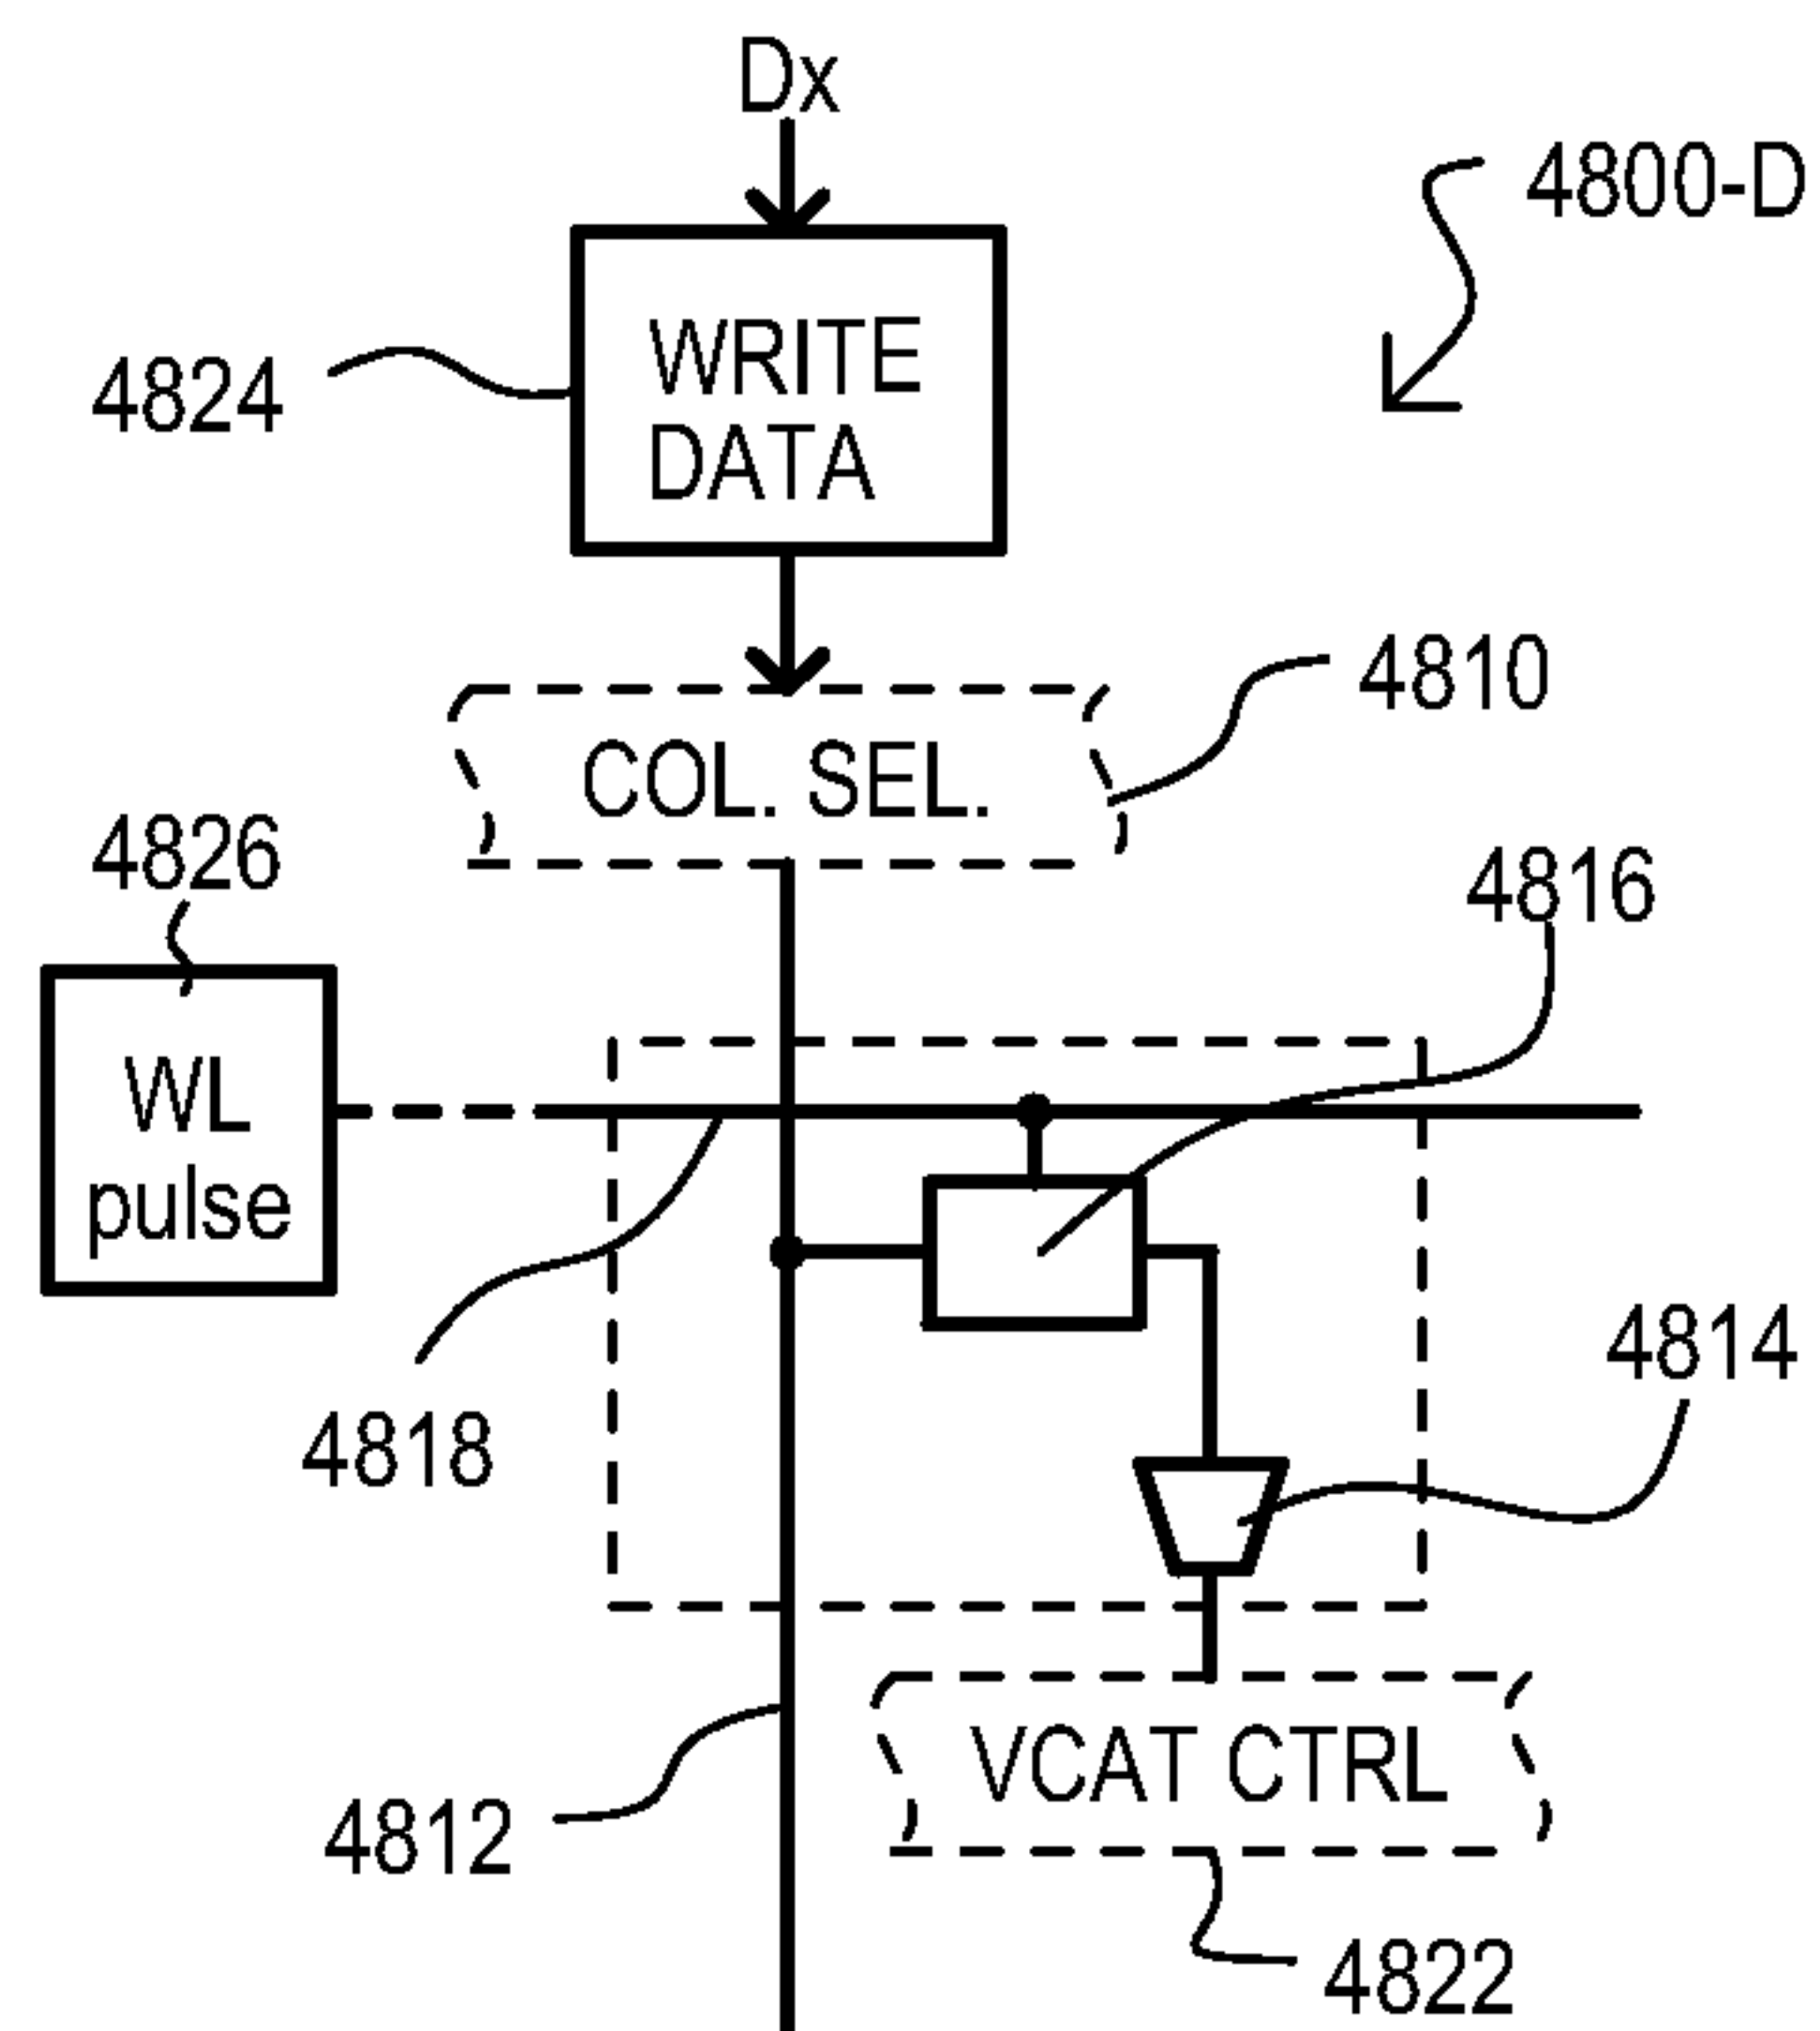 Dx
4800-D
4824
WRITE
DATA
4810
COL. SEL.
4826
4816
WL
pulse
4814
4818
VCAT CTRL
4812
4822